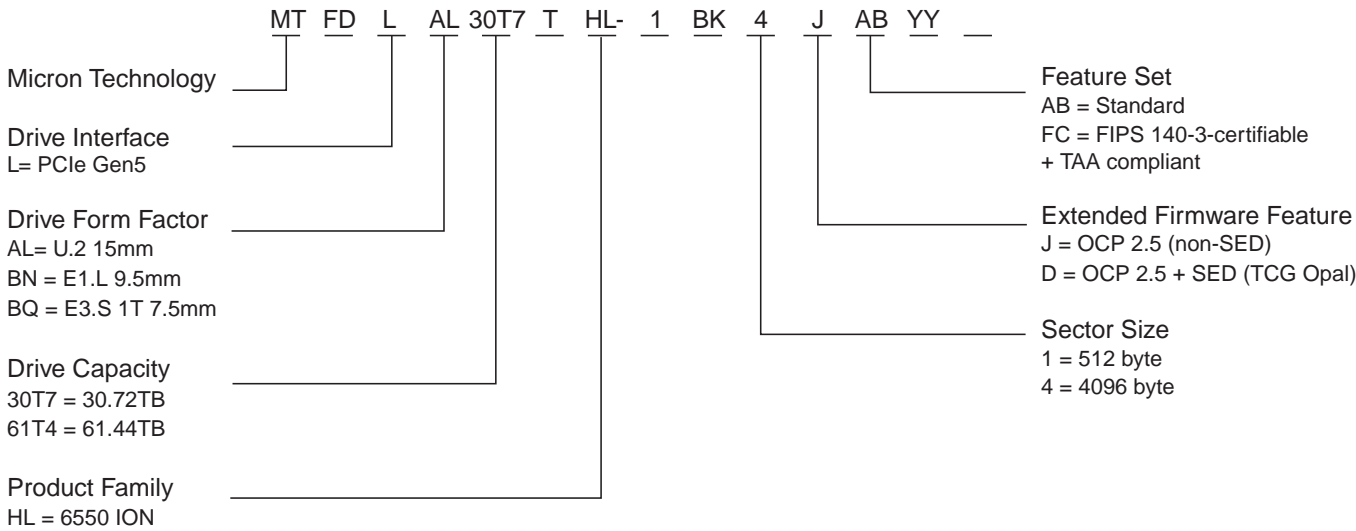 MT FD L AL 30T7 T HL- 1 BK 4 J AB YY
Micron Technology
Drive Interface
L= PCIe Gen5
Drive Form Factor
AL= U.2 15mm
BN = E1.L 9.5mm
BQ = E3.S 1T 7.5mm
Drive Capacity
30T7 = 30.72TB
61T4 = 61.44TB
Product Family
HL = 6550 ION
Feature Set
AB = Standard
FC = FIPS 140-3-certifiable
+ TAA compliant
Extended Firmware Feature
J = OCP 2.5 (non-SED)
D = OCP 2.5 + SED (TCG Opal)
Sector Size
1 = 512 byte
4 = 4096 byte